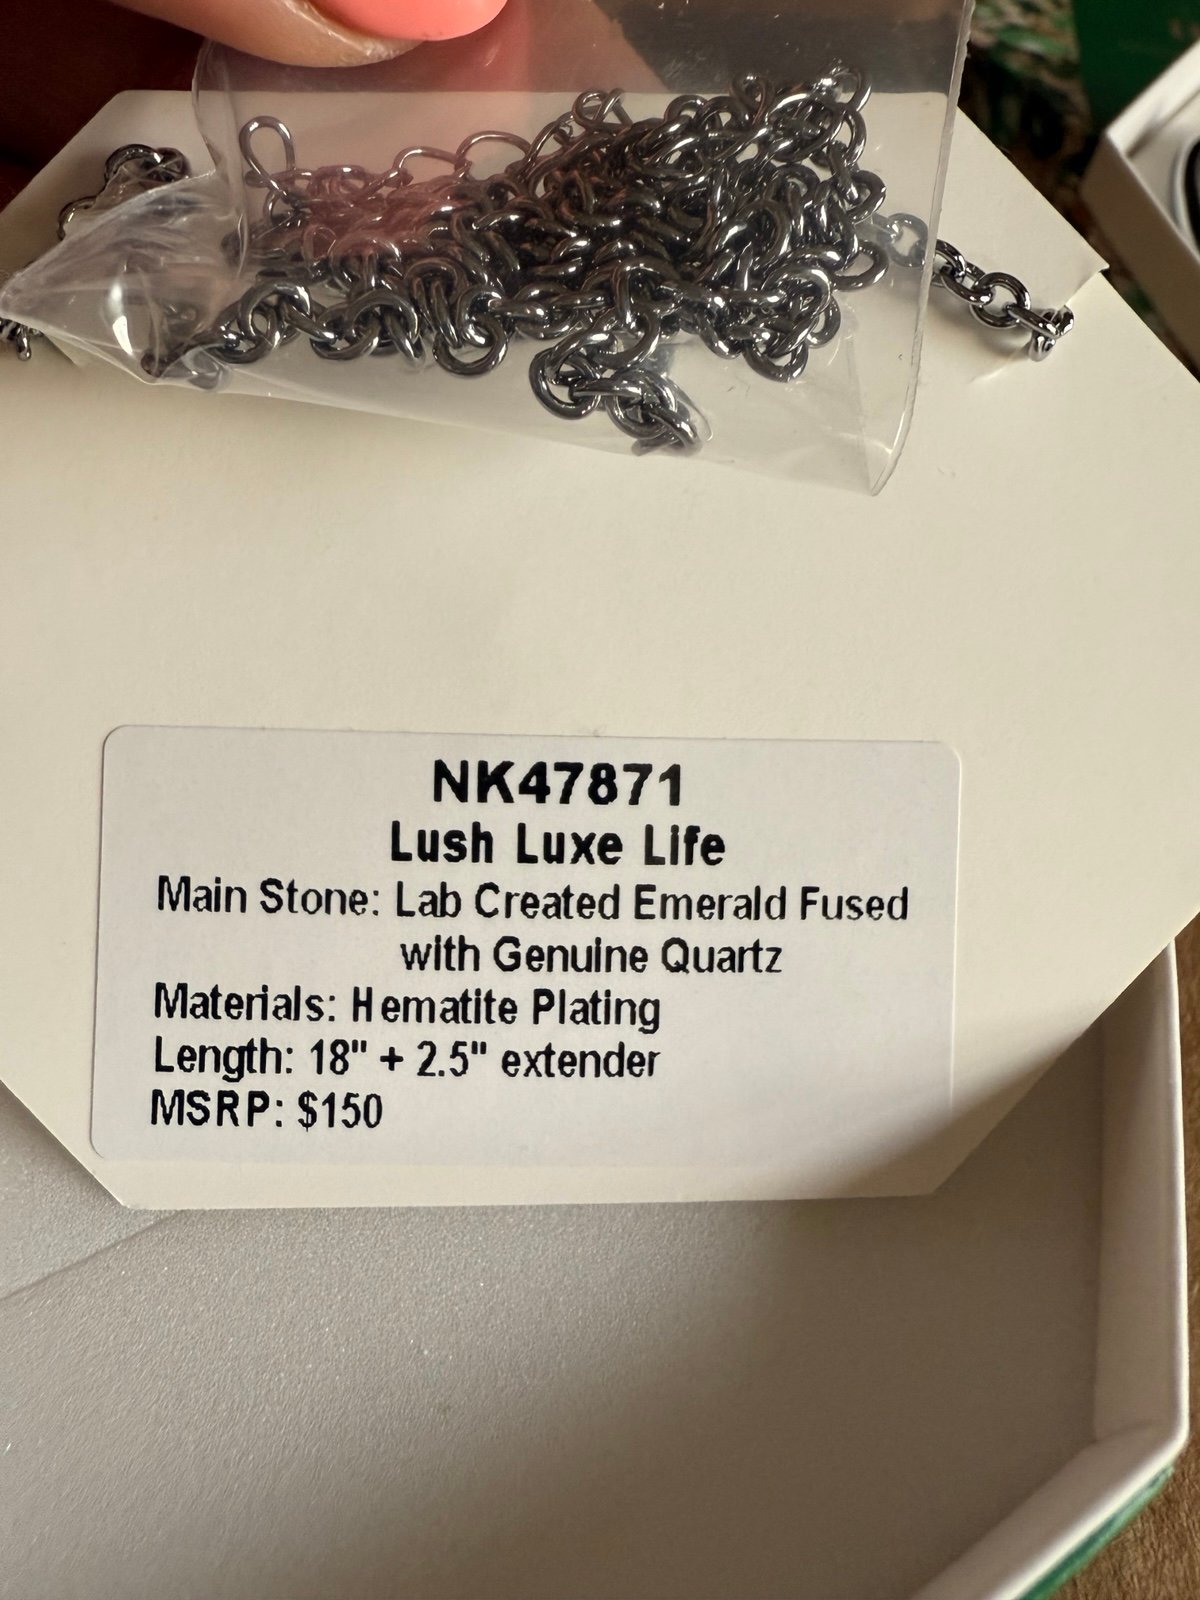 NK47871
Lush Luxe Life
Main Stone: Lab Created Emerald Fused
with Genuine Quartz
Materials: Hematite Plating
Length: 18" + 2.5" extender
MSRP: $150